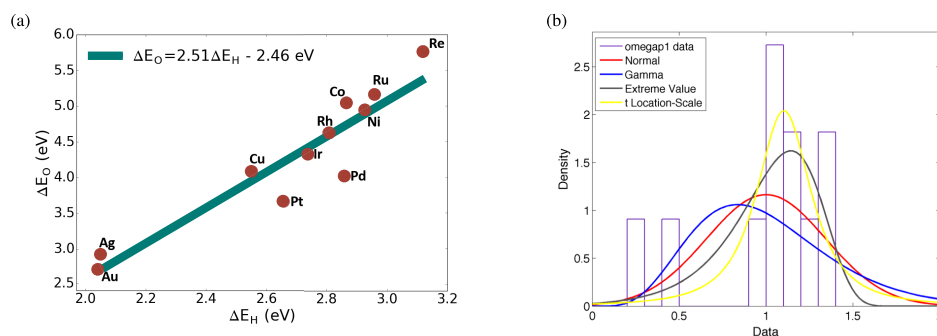 (a)
ΔE_O=2.51ΔE_H - 2.46 eV
6.0
5.5
5.0
4.5
4.0
3.5
3.0
2.5
ΔE_O (eV)
Re
Ru
Co
Ni
Rh
Ir
Cu
Pd
Pt
Ag
Au
2.0 2.2 2.4 2.6 2.8 3.0 3.2
ΔE_H (eV)
(b)
omegap1 data
Normal
Gamma
Extreme Value
t Location-Scale
2.5
2
1.5
1
0.5
0
Density
0 0.5 1 1.5
Data